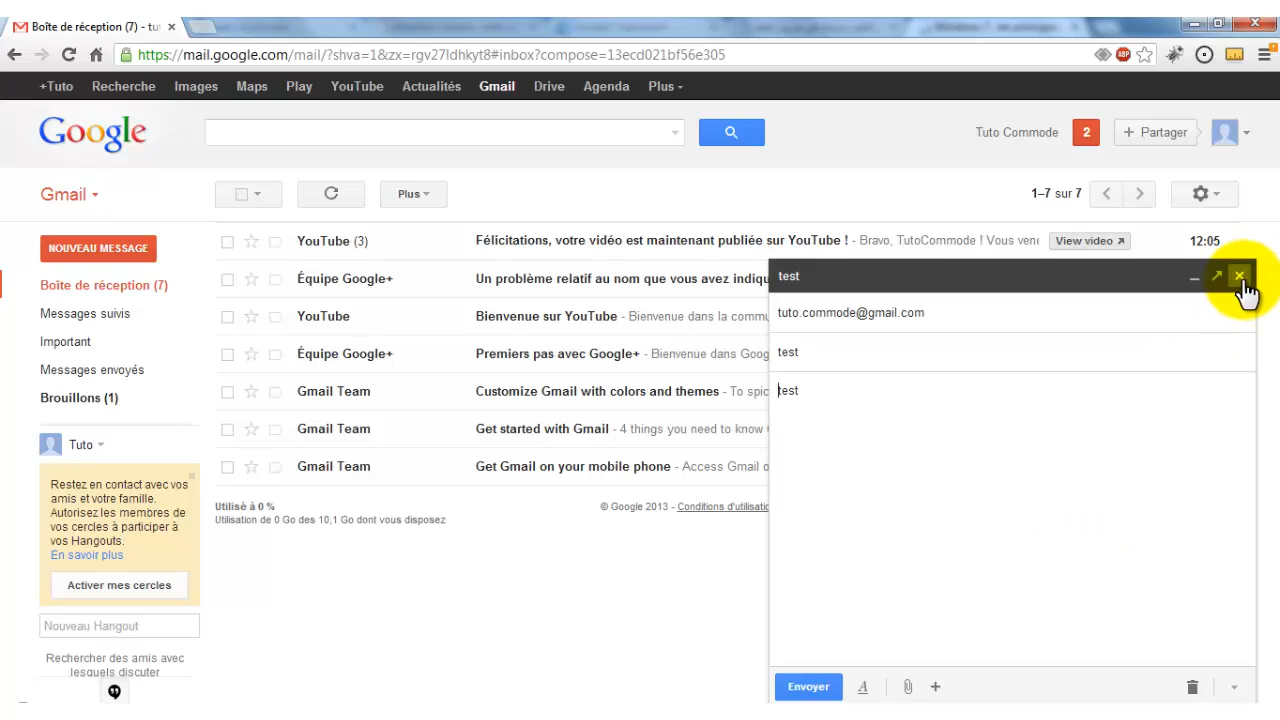 Boîte de réception (7) - tu
https://mail.google.com/mail/?shva=1&zx=rgv27ldhkyt8#inbox?compose=13ecd021bf56e305
ABP
+Tuto Recherche Images Maps Play YouTube Actualités Gmail Drive Agenda Plus
Google
Tuto Commode 2 + Partager
Gmail
Plus
1–7 sur 7
NOUVEAU MESSAGE
Boîte de réception (7)
Messages suivis
Important
Messages envoyés
Brouillons (1)
Tuto
Restez en contact avec vos
amis et votre famille.
Autorisez les membres de
vos cercles à participer à
vos Hangouts.
En savoir plus
Activer mes cercles
Nouveau Hangout
Rechercher des amis avec
lesquels discuter
YouTube (3) Félicitations, votre vidéo est maintenant publiée sur YouTube ! - Bravo, TutoCommode ! Vous vene View video 12:05
Équipe Google+ Un problème relatif au nom que vous avez indiqu
YouTube Bienvenue sur YouTube - Bienvenue dans la commu
Équipe Google+ Premiers pas avec Google+ - Bienvenue dans Goog
Gmail Team Customize Gmail with colors and themes - To spic
Gmail Team Get started with Gmail - 4 things you need to know
Gmail Team Get Gmail on your mobile phone - Access Gmail o
Utilisé à 0 %
Utilisation de 0 Go des 10,1 Go dont vous disposez
© Google 2013 - Conditions d'utilisatio
test
tuto.commode@gmail.com
test
test
Envoyer A